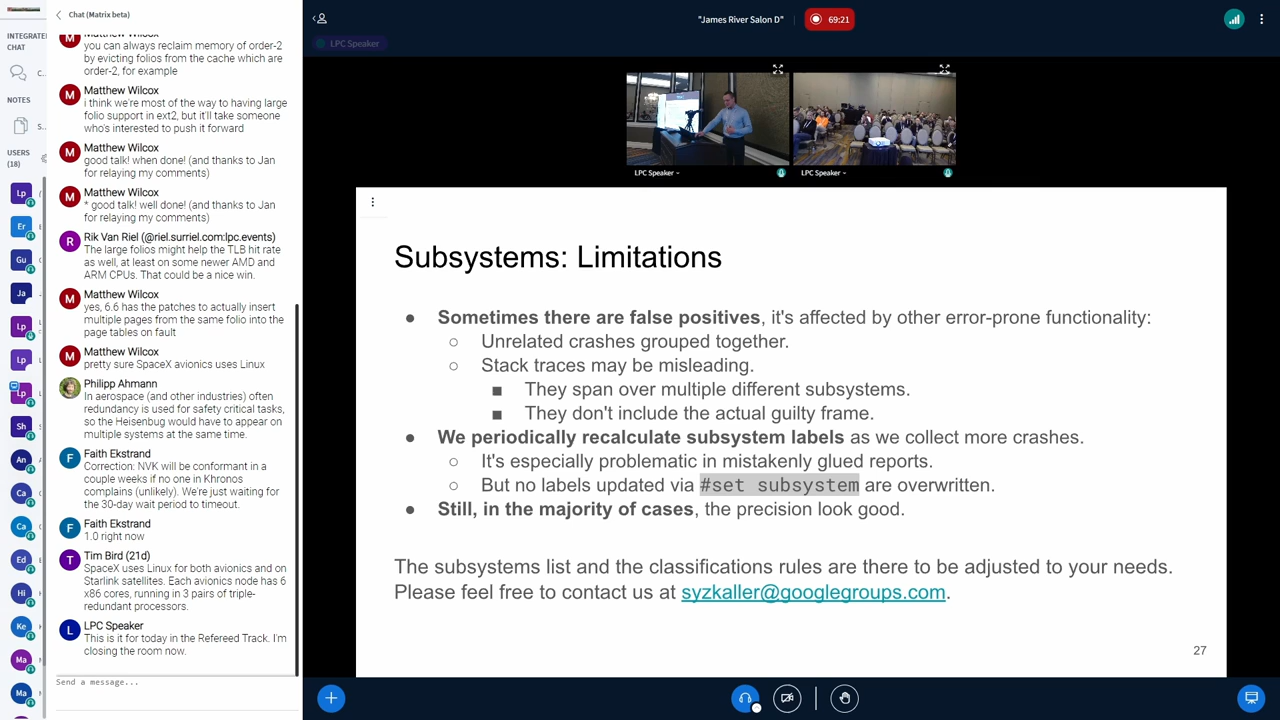 INTEGRATE
CHAT
C..
NOTES
S..
USERS
(18)
Lp
Er
Gu
Ja
Lp
Lp
Lp
Sh
An
Ca
Ca
Ed
Hi
Ke
Ma
Ma
Chat (Matrix beta)
Matthew Wilcox
you can always reclaim memory of order-2
by evicting folios from the cache which are
order-2, for example
M
Matthew Wilcox
i think we're most of the way to having large
folio support in ext2, but it'll take someone
who's interested to push it forward
M
Matthew Wilcox
good talk! when done! (and thanks to Jan
for relaying my comments)
M
Matthew Wilcox
* good talk! well done! (and thanks to Jan
for relaying my comments)
M
Rik Van Riel (@riel.surriel.com:lpc.events)
The large folios might help the TLB hit rate
as well, at least on some newer AMD and
ARM CPUs. That could be a nice win.
R
Matthew Wilcox
yes, 6.6 has the patches to actually insert
multiple pages from the same folio into the
page tables on fault
M
Matthew Wilcox
pretty sure SpaceX avionics uses Linux
M
Philipp Ahmann
In aerospace (and other industries) often
redundancy is used for safety critical tasks,
so the Heisenbug would have to appear on
multiple systems at the same time.
Faith Ekstrand
Correction: NVK will be conformant in a
couple weeks if no one in Khronos
complains (unlikely). We're just waiting for
the 30-day wait period to timeout.
F
Faith Ekstrand
1.0 right now
F
Tim Bird (21d)
SpaceX uses Linux for both avionics and on
Starlink satellites. Each avionics node has 6
x86 cores, running in 3 pairs of triple-
redundant processors.
T
LPC Speaker
This is it for today in the Refereed Track. I'm
closing the room now.
L
Send a message...
"James River Salon D"
69:21
LPC Speaker
LPC Speaker
LPC Speaker
Subsystems: Limitations
● Sometimes there are false positives, it's affected by other error-prone functionality:
○ Unrelated crashes grouped together.
○ Stack traces may be misleading.
■ They span over multiple different subsystems.
■ They don't include the actual guilty frame.
● We periodically recalculate subsystem labels as we collect more crashes.
○ It's especially problematic in mistakenly glued reports.
○ But no labels updated via #set subsystem are overwritten.
● Still, in the majority of cases, the precision look good.
The subsystems list and the classifications rules are there to be adjusted to your needs.
Please feel free to contact us at syzkaller@googlegroups.com.
27